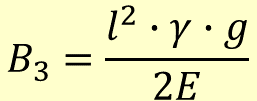 B₃ = l² · γ · g / 2E